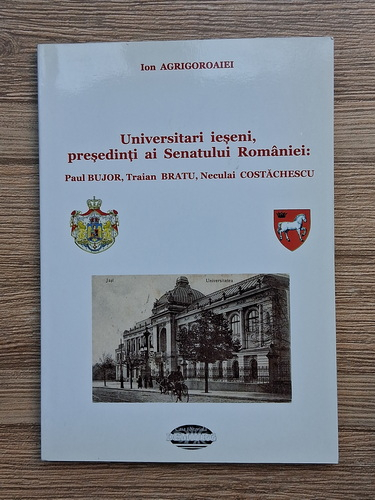 Ion AGRIGOROAIEI
Universitari ieşeni,
preşedinţi ai Senatului României:
Paul BUJOR, Traian BRATU, Neculai COSTĂCHESCU
Iaşi Universitatea